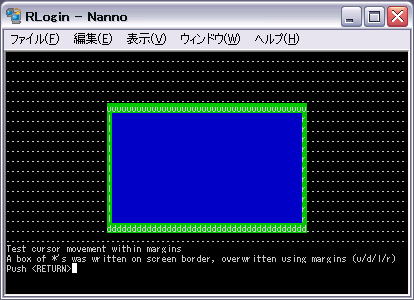 RLogin - Nanno
ファイル(F) 編集(E) 表示(V) ウィンドウ(W) ヘルプ(H)
Test cursor movement within margins
A box of *'s was written on screen border, overwritten using margins (u/d/l/r)
Push <RETURN>